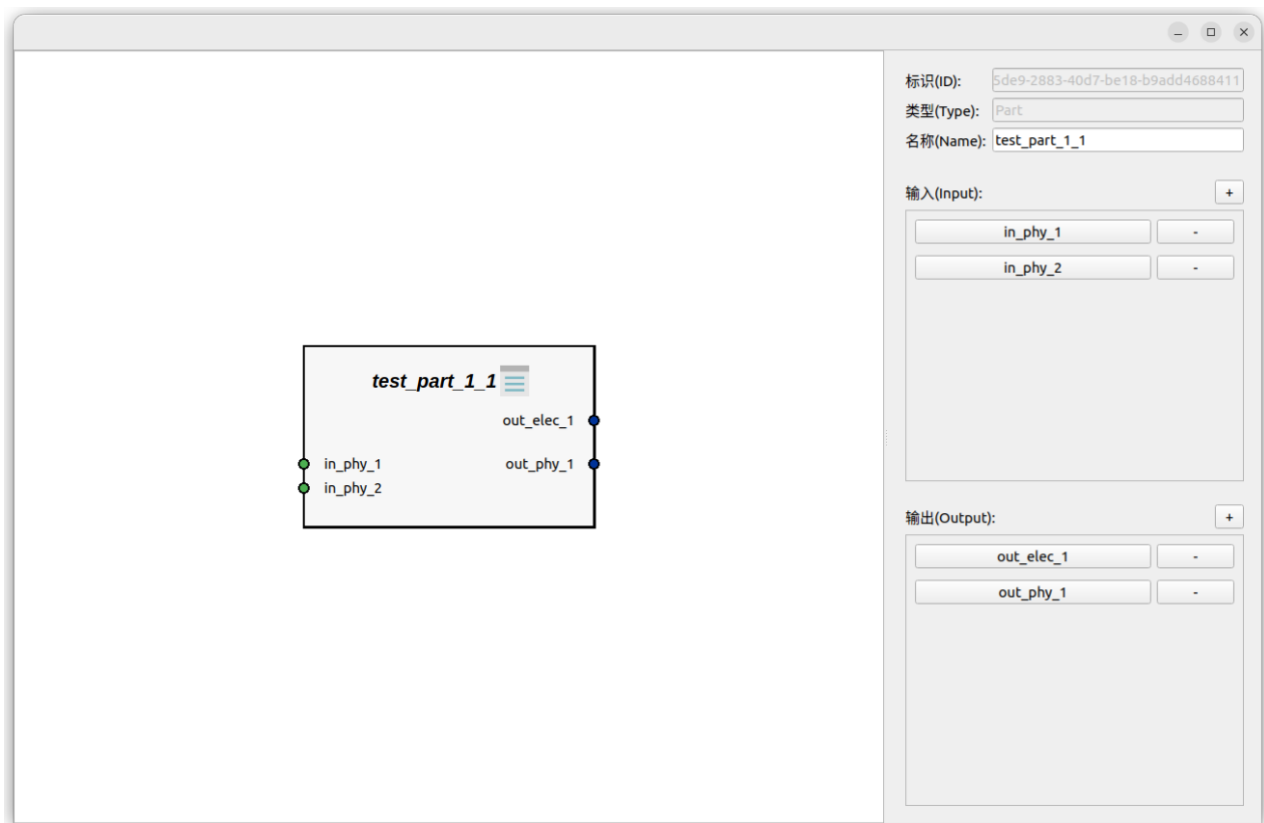 标识(ID): 5de9-2883-40d7-be18-b9add4688411
类型(Type): Part
名称(Name): test_part_1_1
输入(Input): +
in_phy_1 -
in_phy_2 -
test_part_1_1
out_elec_1
in_phy_1 out_phy_1
in_phy_2
输出(Output): +
out_elec_1 -
out_phy_1 -